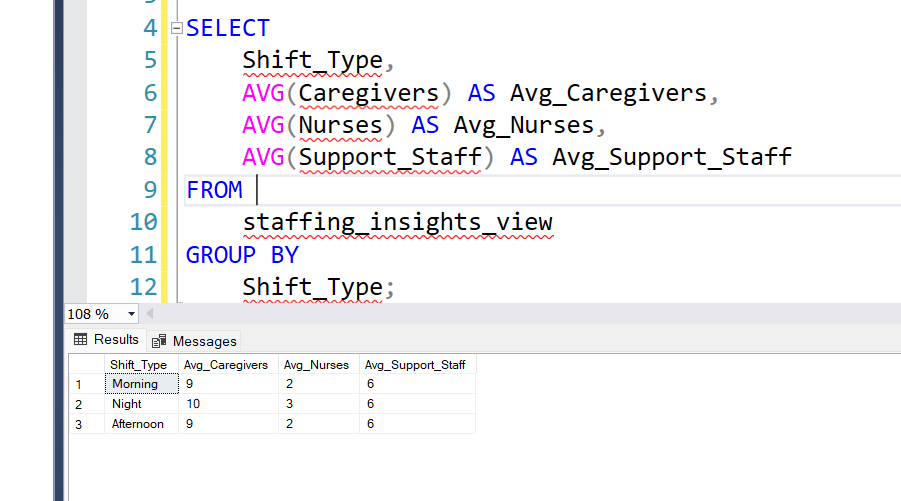 4 SELECT
5 Shift_Type,
6 AVG(Caregivers) AS Avg_Caregivers,
7 AVG(Nurses) AS Avg_Nurses,
8 AVG(Support_Staff) AS Avg_Support_Staff
9 FROM
10 staffing_insights_view
11 GROUP BY
12 Shift_Type;
108 %
Results Messages
Shift_Type Avg_Caregivers Avg_Nurses Avg_Support_Staff
1 Morning 9 2 6
2 Night 10 3 6
3 Afternoon 9 2 6